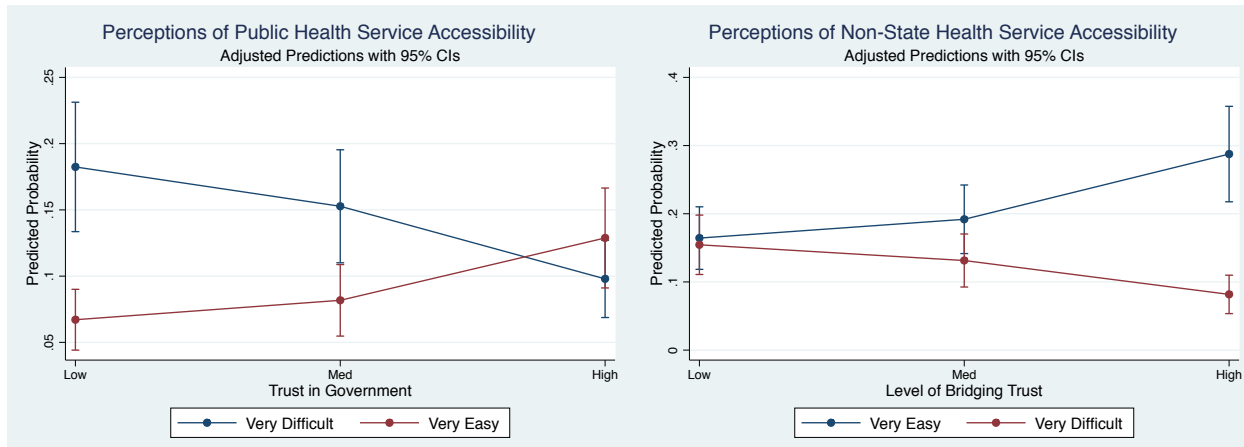 Perceptions of Public Health Service Accessibility
Adjusted Predictions with 95% CIs
Predicted Probability
.25
.2
.15
.1
.05
Low
Med
High
Trust in Government
Very Difficult
Very Easy
Perceptions of Non-State Health Service Accessibility
Adjusted Predictions with 95% CIs
Predicted Probability
.4
.3
.2
.1
0
Low
Med
High
Level of Bridging Trust
Very Easy
Very Difficult